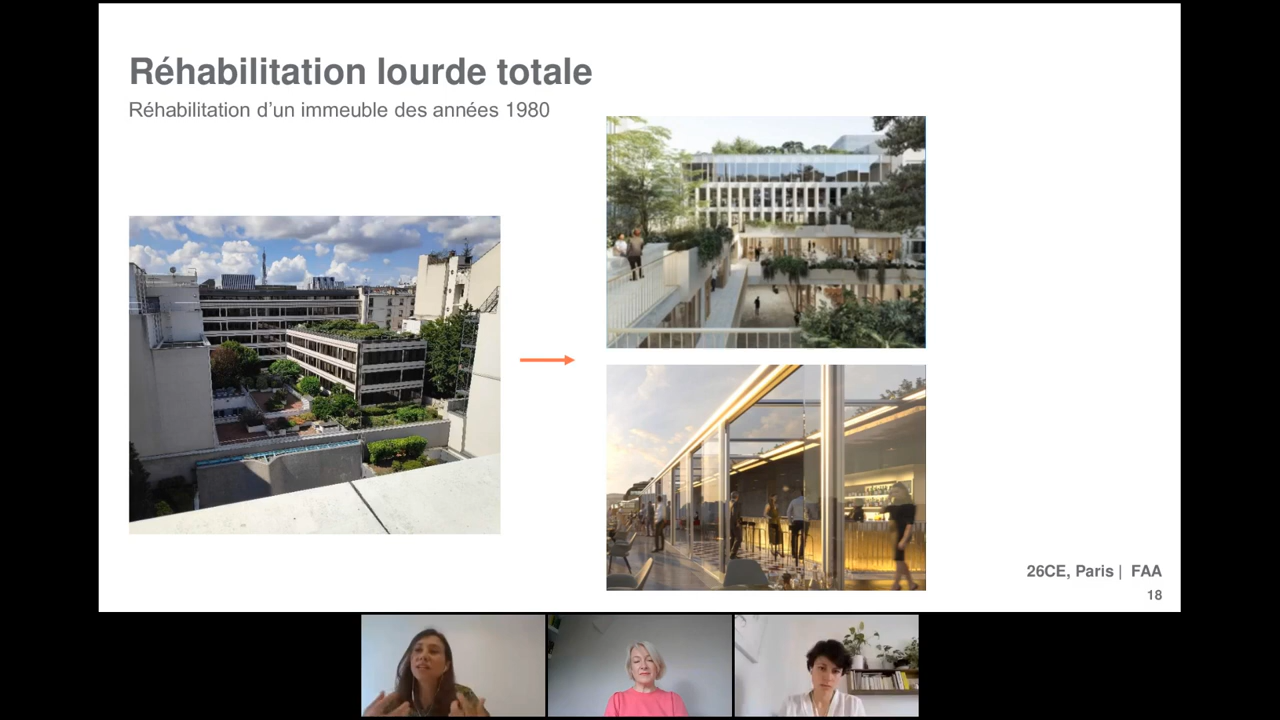 Réhabilitation lourde totale
Réhabilitation d’un immeuble des années 1980
26CE, Paris | FAA
18